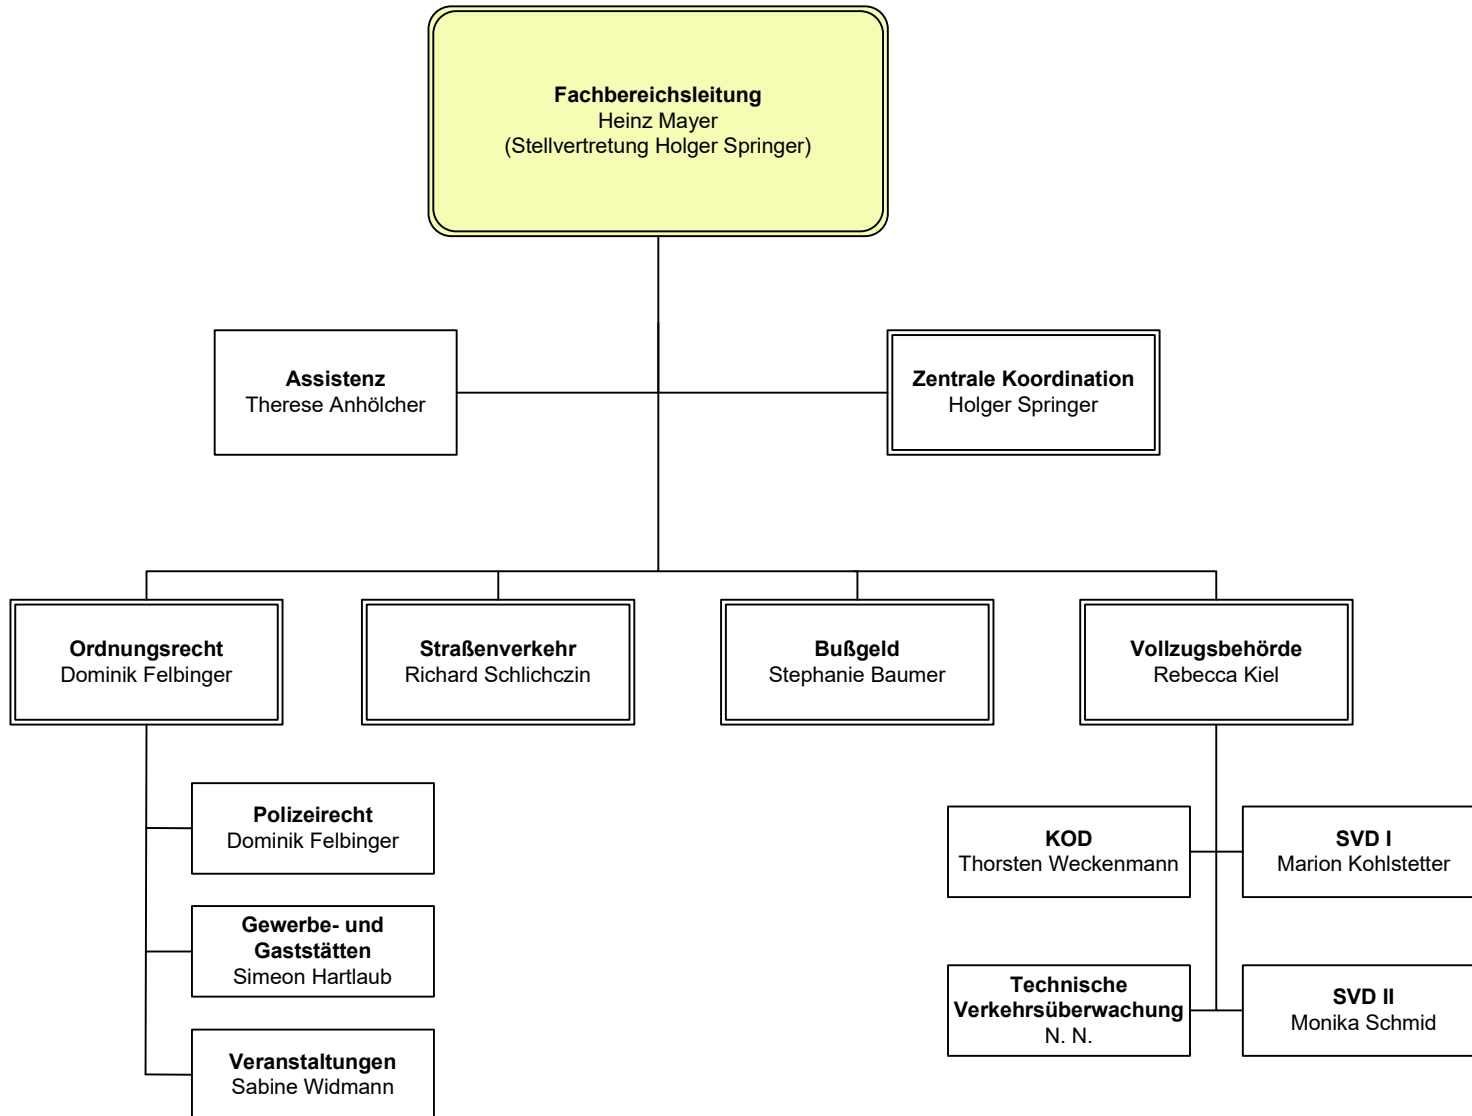 Fachbereichsleitung
Heinz Mayer
(Stellvertretung Holger Springer)
Assistenz
Therese Anhölcher
Zentrale Koordination
Holger Springer
Ordnungsrecht
Dominik Felbinger
Straßenverkehr
Richard Schlichczin
Bußgeld
Stephanie Baumer
Vollzugsbehörde
Rebecca Kiel
Polizeirecht
Dominik Felbinger
Gewerbe- und
Gaststätten
Simeon Hartlaub
Veranstaltungen
Sabine Widmann
KOD
Thorsten Weckenmann
SVD I
Marion Kohlstetter
Technische
Verkehrsüberwachung
N. N.
SVD II
Monika Schmid